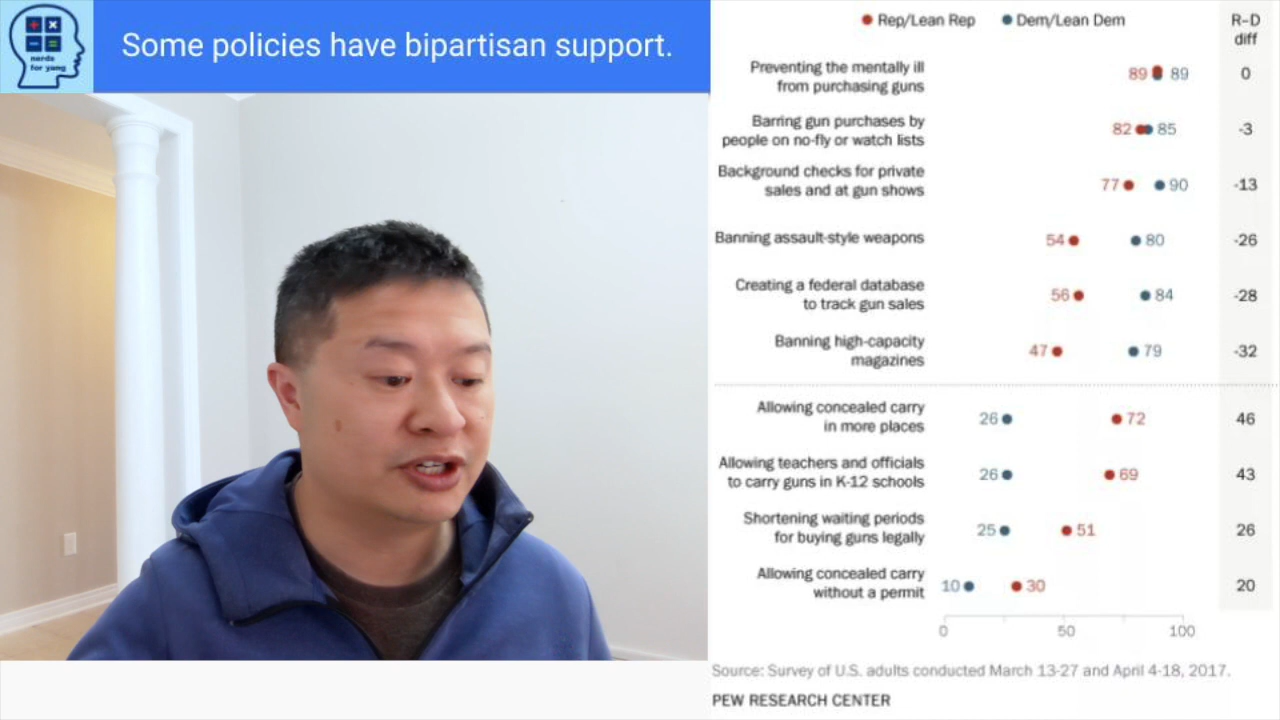 + ×
− =
nerds
for yang
Some policies have bipartisan support.
Rep/Lean Rep Dem/Lean Dem R–D
diff
Preventing the mentally ill
from purchasing guns
89 89 0
Barring gun purchases by
people on no-fly or watch lists
82 85 -3
Background checks for private
sales and at gun shows
77 90 -13
Banning assault-style weapons 54 80 -26
Creating a federal database
to track gun sales
56 84 -28
Banning high-capacity
magazines
47 79 -32
Allowing concealed carry
in more places
26 72 46
Allowing teachers and officials
to carry guns in K-12 schools
26 69 43
Shortening waiting periods
for buying guns legally
25 51 26
Allowing concealed carry
without a permit
10 30 20
0 50 100
Source: Survey of U.S. adults conducted March 13-27 and April 4-18, 2017.
PEW RESEARCH CENTER